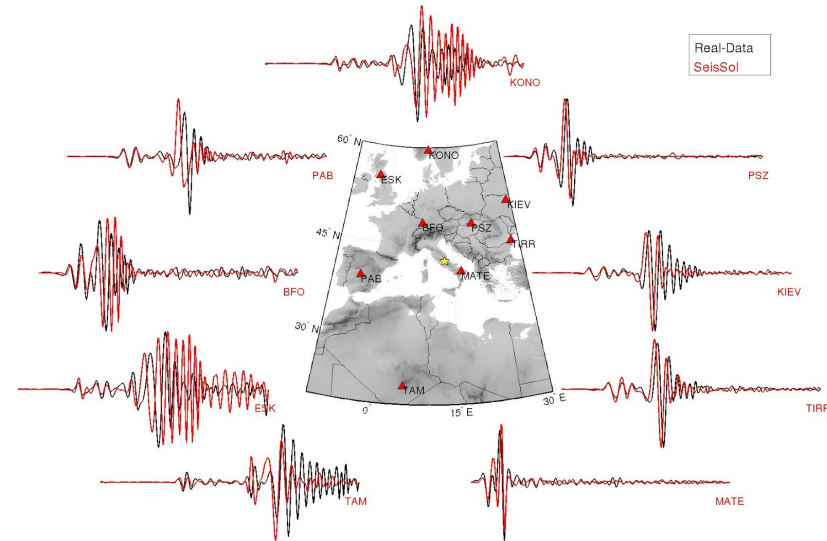 Real-Data
SeisSol
KONO
PAB
PSZ
60° N
KONO
ESK
KIEV
BFO
PSZ
TIRR
45° N
MATE
PAB
BFO
KIEV
30° N
TAM
0°
15° E
30° E
ESK
TIRR
TAM
MATE